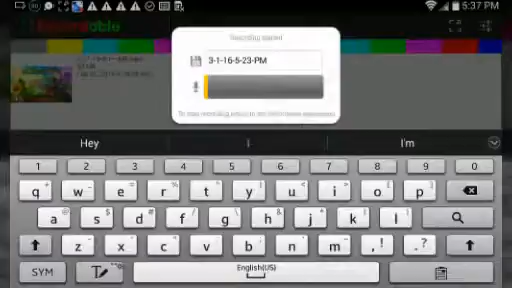 5:37 PM
Recordable
Recording started
3-1-16-5-23-PM
Hey I I'm
1 2 3 4 5 6 7 8 9 0
q w e r t y u i o p
a s d f g h j k l
z x c v b n m , ! . ?
SYM T English(US)